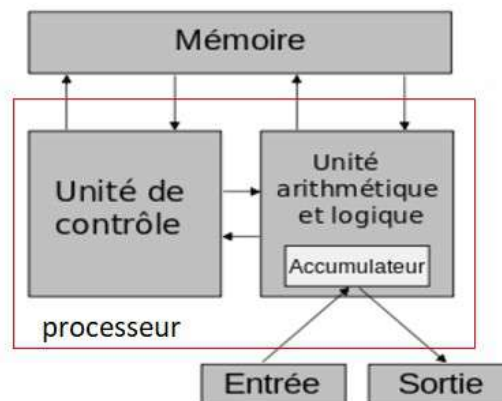 Mémoire
Unité de
contrôle
Unité
arithmétique
et logique
Accumulateur
processeur
Entrée
Sortie